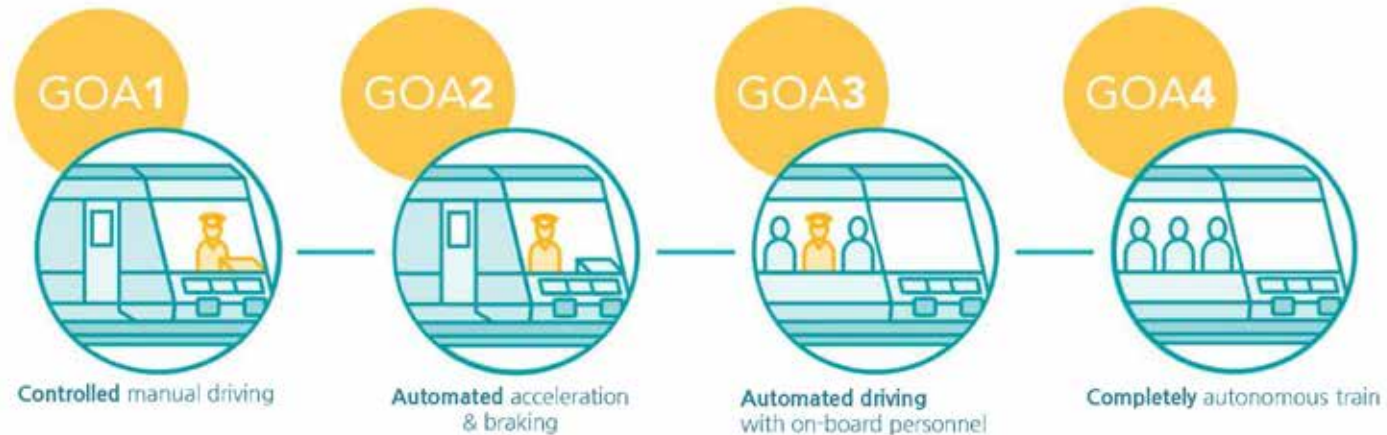 GOA1
GOA2
GOA3
GOA4
Controlled manual driving
Automated acceleration
& braking
Automated driving
with on-board personnel
Completely autonomous train